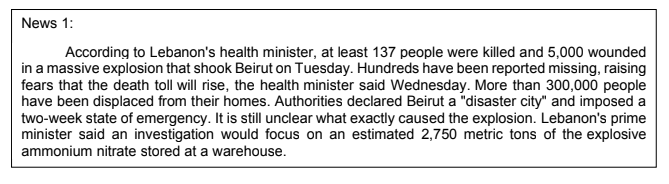 News 1:
According to Lebanon's health minister, at least 137 people were killed and 5,000 wounded
in a massive explosion that shook Beirut on Tuesday. Hundreds have been reported missing, raising
fears that the death toll will rise, the health minister said Wednesday. More than 300,000 people
have been displaced from their homes. Authorities declared Beirut a "disaster city" and imposed a
two-week state of emergency. It is still unclear what exactly caused the explosion. Lebanon's prime
minister said an investigation would focus on an estimated 2,750 metric tons of the explosive
ammonium nitrate stored at a warehouse.